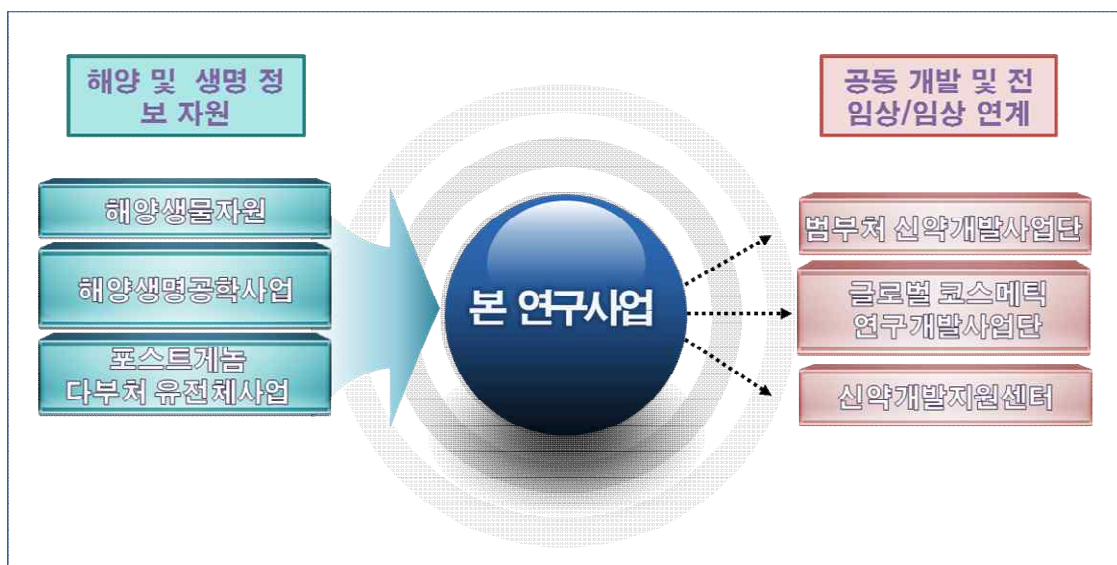 해양 및 생명 정
보 자원
해양생물자원
해양생명공학사업
포스트게놈
다부처 유전체사업
본 연구사업
공동 개발 및 전
임상/임상 연계
범부처 신약개발사업단
글로벌 코스메틱
연구개발사업단
신약개발지원센터